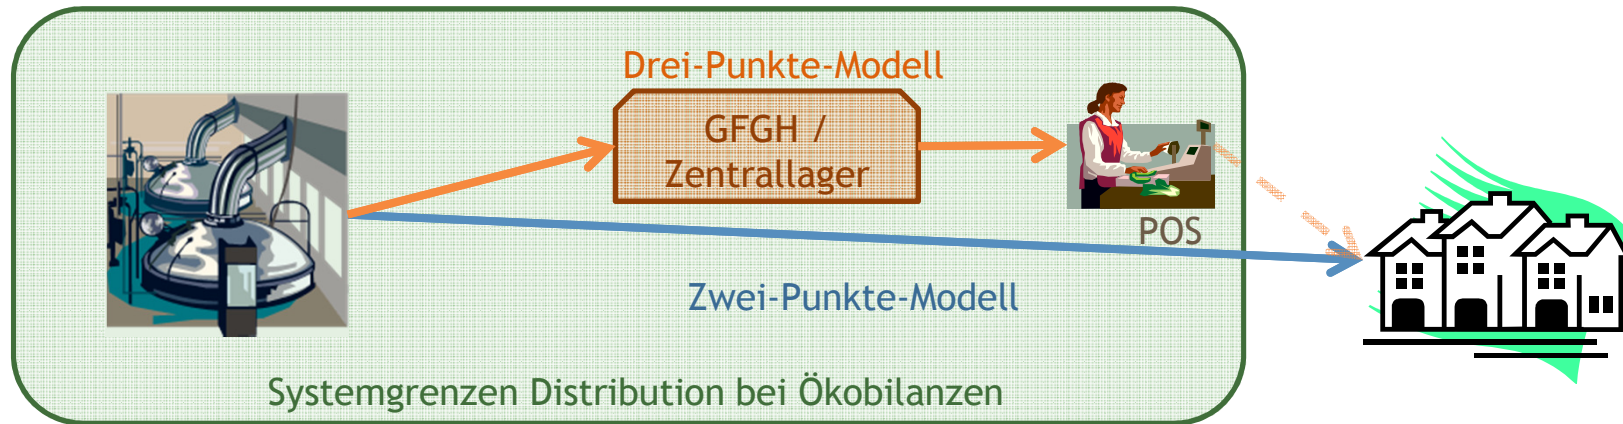 Drei-Punkte-Modell
GFGH /
Zentrallager
POS
Zwei-Punkte-Modell
Systemgrenzen Distribution bei Ökobilanzen